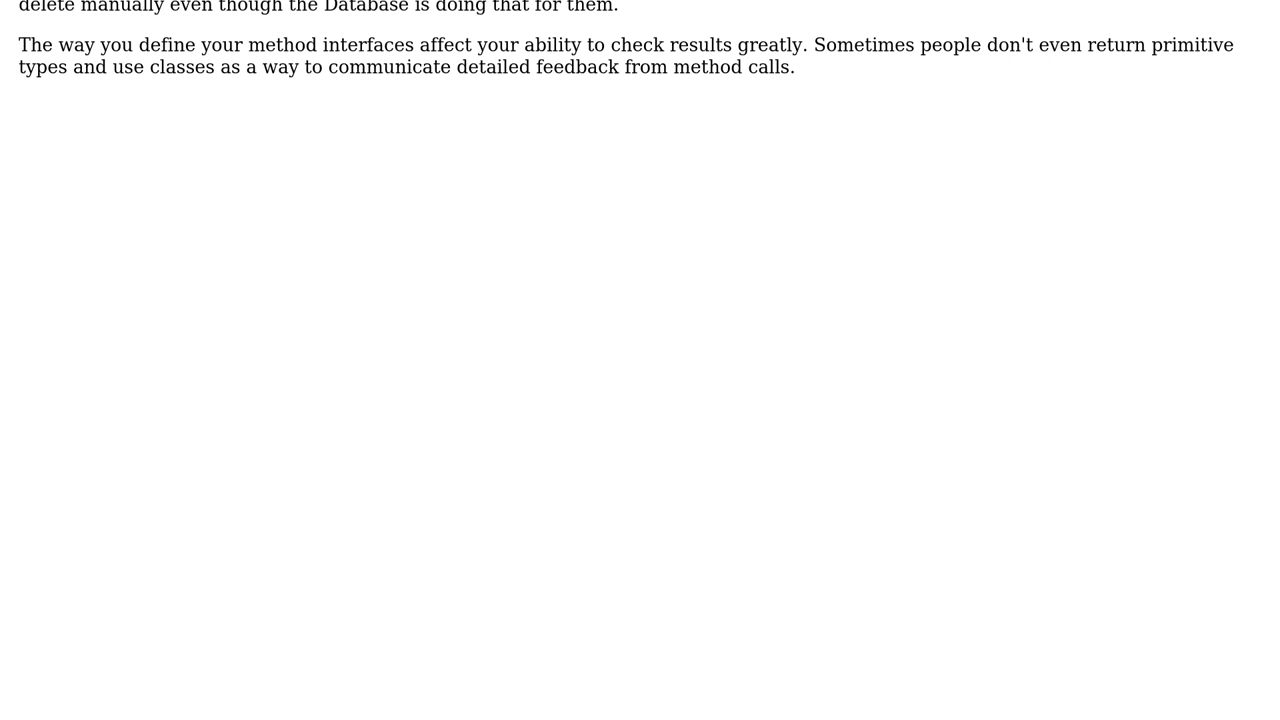 delete manually even though the Database is doing that for them.
The way you define your method interfaces affect your ability to check results greatly. Sometimes people don't even return primitive
types and use classes as a way to communicate detailed feedback from method calls.